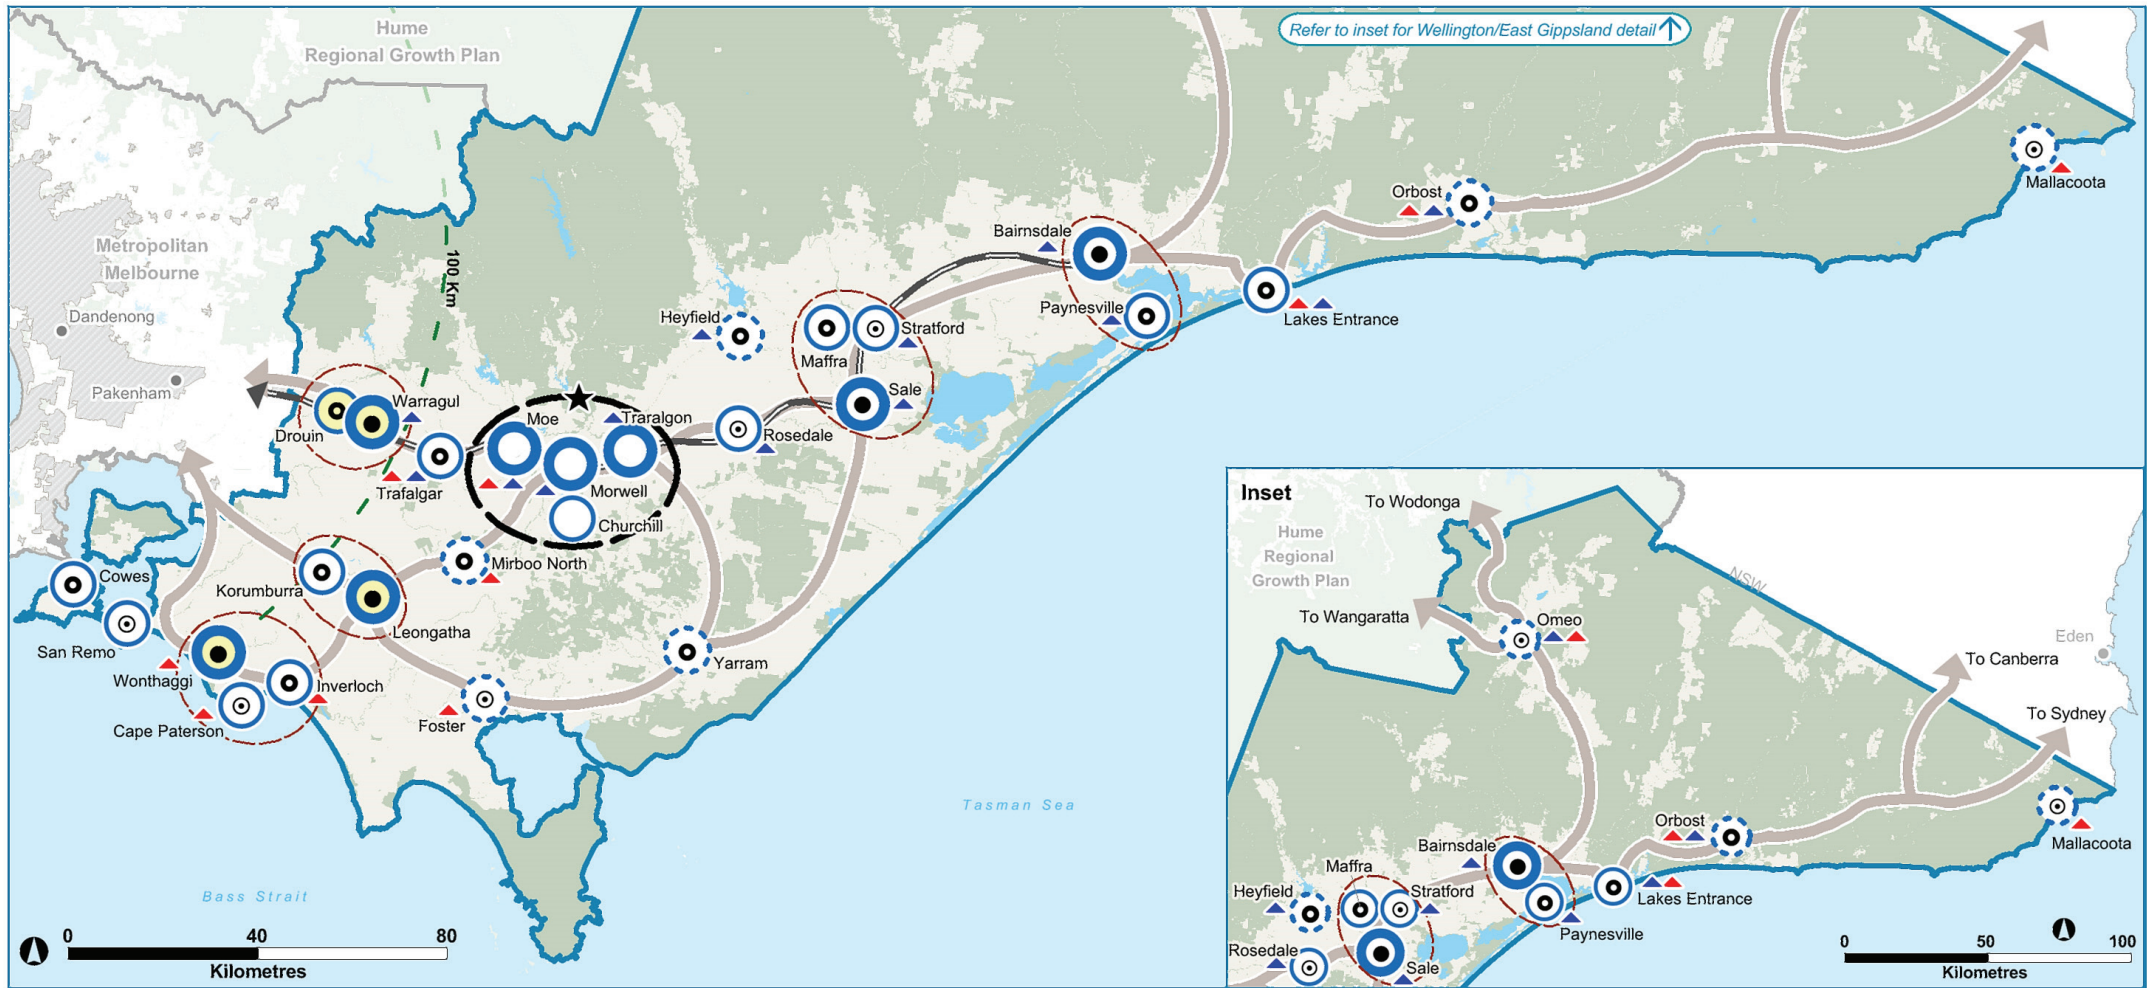 Hume
Regional Growth Plan
Refer to inset for Wellington/East Gippsland detail
Metropolitan
Melbourne
100 Km
Dandenong
Pakenham
Mallacoota
Orbost
Bairnsdale
Paynesville
Lakes Entrance
Heyfield
Stratford
Maffra
Sale
Warragul
Drouin
Moe
Traralgon
Rosedale
Trafalgar
Morwell
Churchill
Mirboo North
Cowes
Korumburra
San Remo
Leongatha
Yarram
Wonthaggi
Inverloch
Cape Paterson
Foster
Tasman Sea
Bass Strait
0 40 80
Kilometres
Inset
To Wodonga
Hume
Regional
Growth Plan
NSW
To Wangaratta
Omeo
Eden
To Canberra
To Sydney
Orbost
Mallacoota
Bairnsdale
Maffra
Heyfield
Stratford
Lakes Entrance
Paynesville
Rosedale
Sale
0 50 100
Kilometres